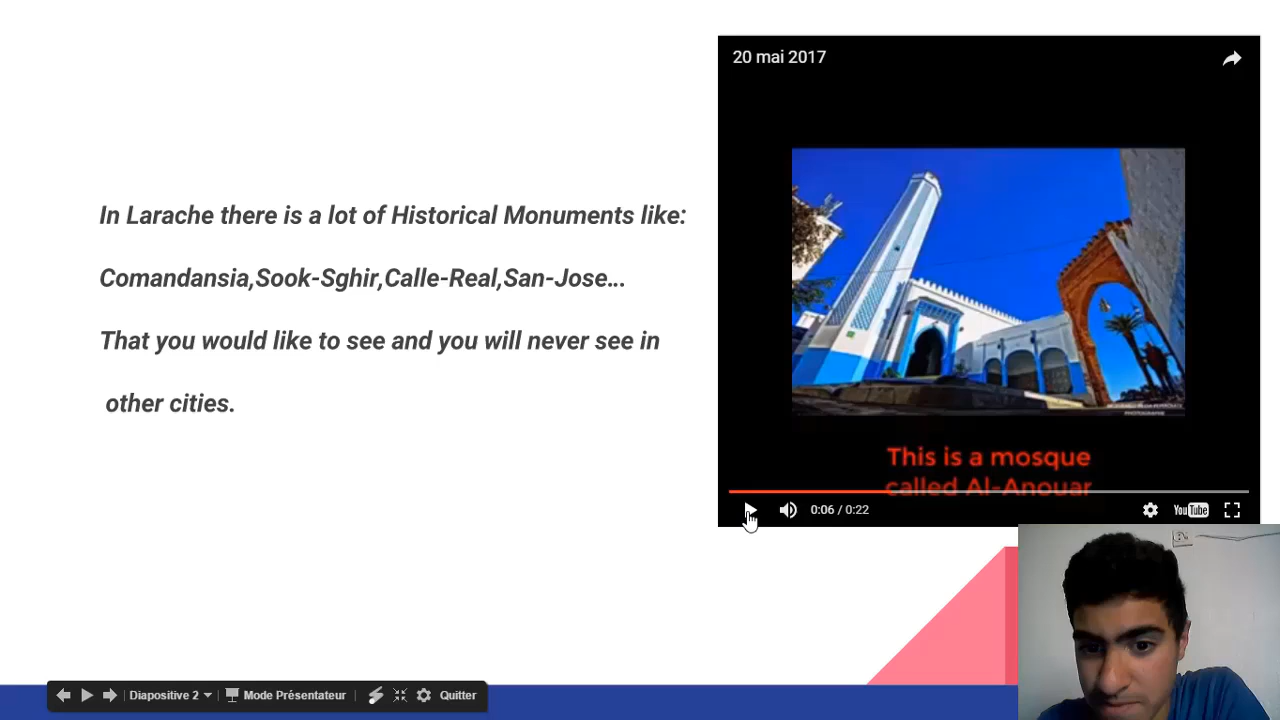 20 mai 2017
In Larache there is a lot of Historical Monuments like:
Comandansia,Sook-Sghir,Calle-Real,San-Jose...
That you would like to see and you will never see in
other cities.
This is a mosque
called Al-Anouar
0:06 / 0:22
YouTube
Diapositive 2
Mode Présentateur
Quitter